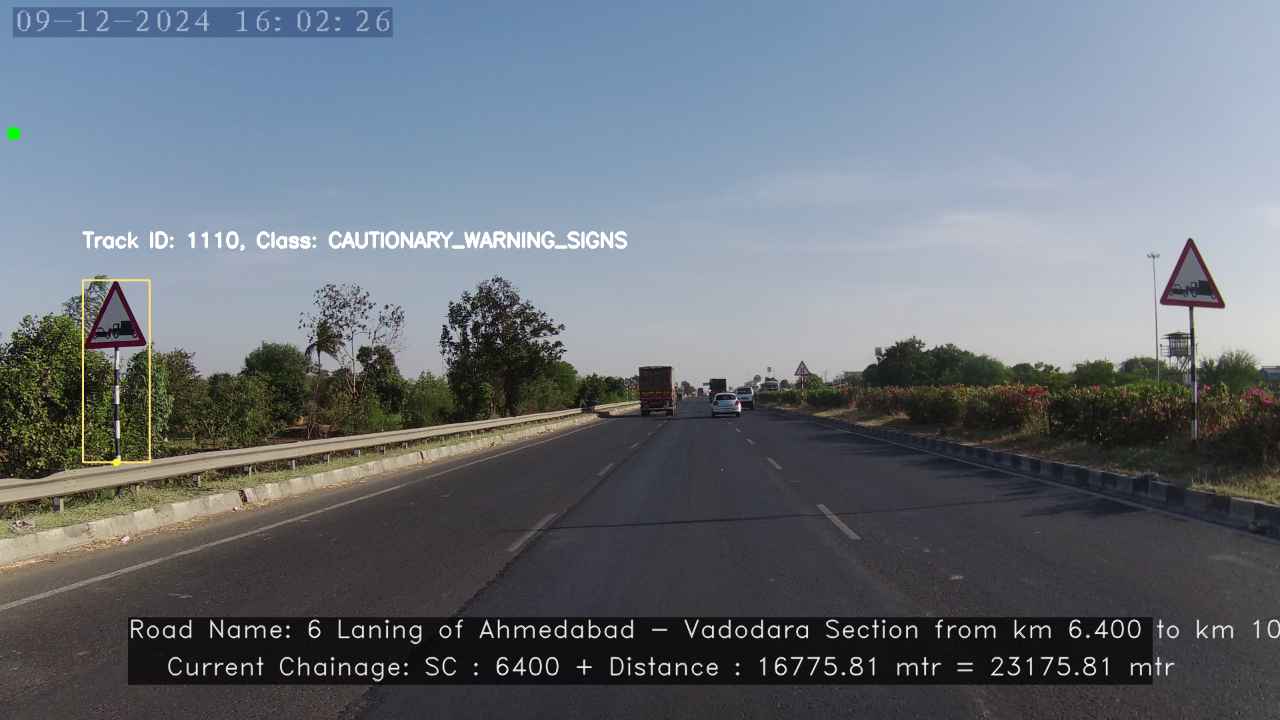 09-12-2024 16:02:26
Track ID: 1110, Class: CAUTIONARY_WARNING_SIGNS
Road Name: 6 Laning of Ahmedabad - Vadodara Section from km 6.400 to km 10
Current Chainage: SC : 6400 + Distance : 16775.81 mtr = 23175.81 mtr